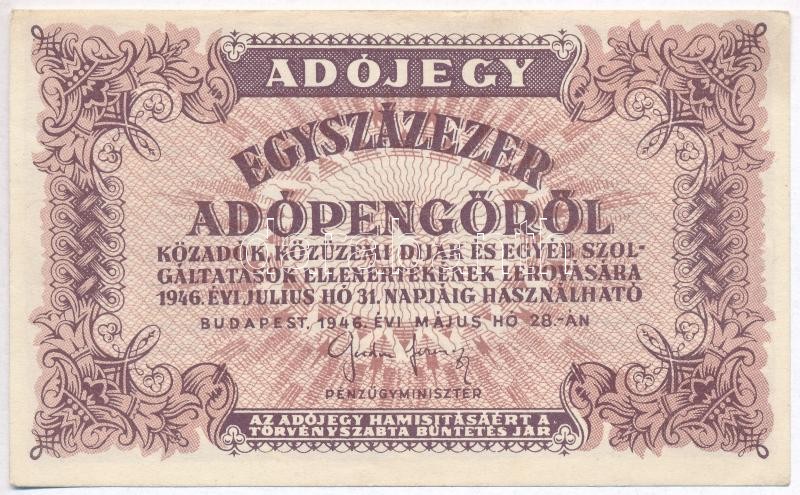 ADÓJEGY
EGYSZÁZEZER
ADÓPENGŐRŐL
KÖZADÓK, KÖZÜZEMI DIJAK ÉS EGYÉB SZOL-
GÁLTATÁSOK ELLENÉRTÉKÉNEK LEROVÁSÁRA
1946. ÉVI JULIUS HÓ 31. NAPJÁIG HASZNÁLHATÓ
BUDAPEST, 1946. ÉVI MÁJUS HÓ 28.-ÁN
PÉNZÜGYMINISZTER
AZ ADÓJEGY HAMISITÁSÁÉRT A
TÖRVÉNYSZABTA BÜNTETÉS JÁR